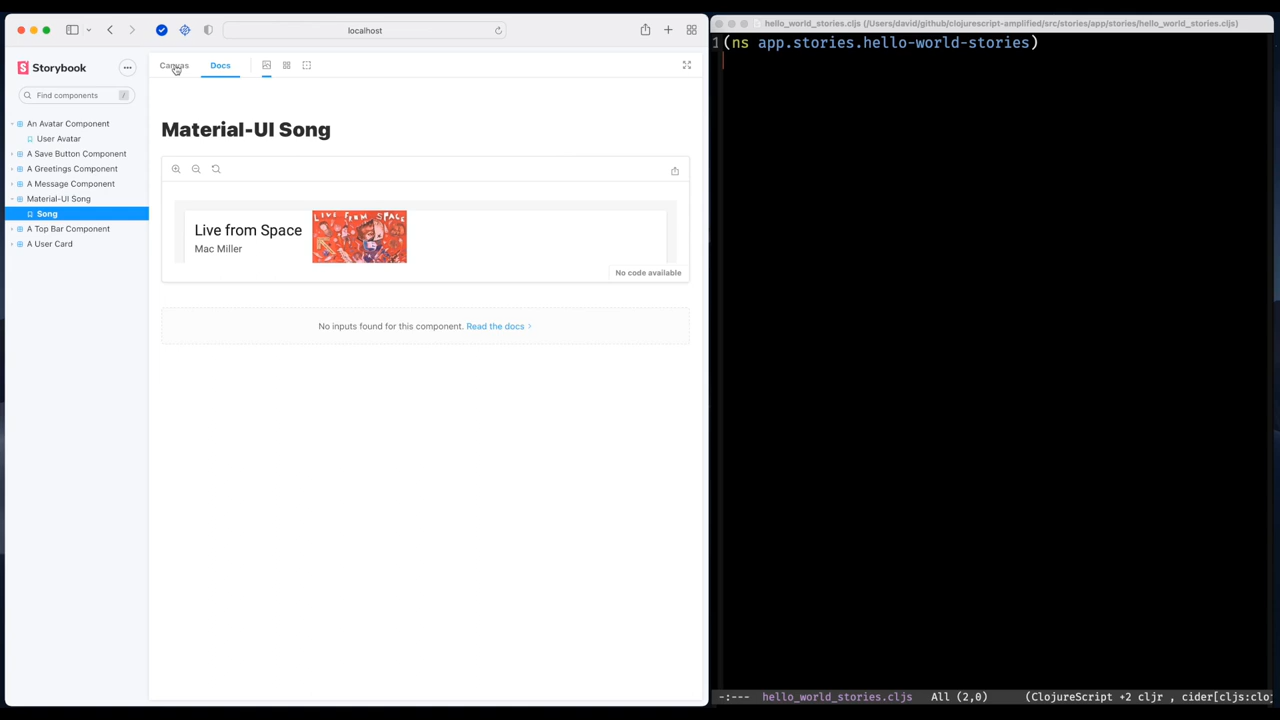 localhost
Storybook
Find components /
An Avatar Component
User Avatar
A Save Button Component
A Greetings Component
A Message Component
Material-UI Song
Song
A Top Bar Component
A User Card
Canvas Docs
Material-UI Song
Live from Space
Mac Miller
LIVE FROM SPACE
No code available
No inputs found for this component. Read the docs
hello_world_stories.cljs (/Users/david/github/clojurescript-amplified/src/stories/app/stories/hello_world_stories.cljs)
1 (ns app.stories.hello-world-stories)
-:--- hello_world_stories.cljs All (2,0) (ClojureScript +2 cljr , cider[cljs:cloj